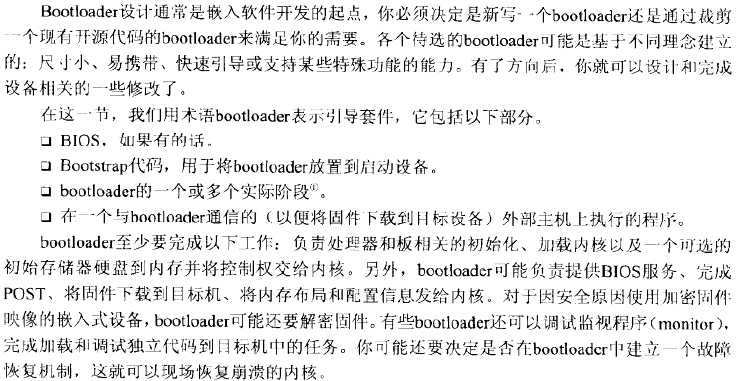 Bootloader设计通常是嵌入软件开发的起点，你必须决定是新写一个bootloader还是通过裁剪
一个现有开源代码的bootloader来满足你的需要。各个待选的bootloader可能是基于不同理念建立
的：尺寸小、易携带、快速引导或支持某些特殊功能的能力。有了方向后，你就可以设计和完成
设备相关的一些修改了。
在这一节，我们用术语bootloader表示引导套件，它包括以下部分。
❑ BIOS，如果有的话。
❑ Bootstrap代码，用于将bootloader放置到启动设备。
❑ bootloader的一个或多个实际阶段①。
❑ 在一个与bootloader通信的（以便将固件下载到目标设备）外部主机上执行的程序。
bootloader至少要完成以下工作：负责处理器和板相关的初始化、加载内核以及一个可选的
初始存储器硬盘到内存并将控制权交给内核。另外，bootloader可能负责提供BIOS服务、完成
POST、将固件下载到目标机、将内存布局和配置信息发给内核。对于因安全原因使用加密固件
映像的嵌入式设备，bootloader可能还要解密固件。有些bootloader还可以调试监视程序（monitor），
完成加载和调试独立代码到目标机中的任务。你可能还要决定是否在bootloader中建立一个故障
恢复机制，这就可以现场恢复崩溃的内核。